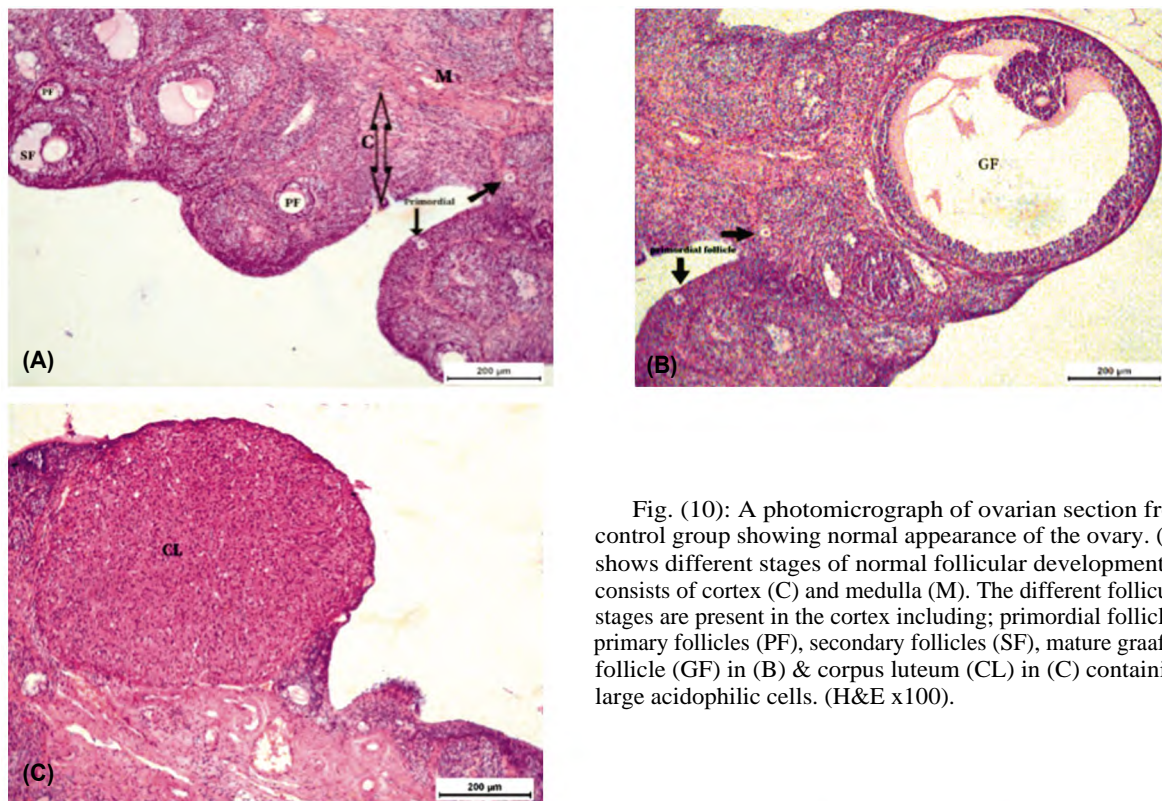 PF
M
SF
C
PF
Primordial
(A)
200 µm
GF
primordial follicle
(B)
200 µm
CL
(C)
200 µm
Fig. (10): A photomicrograph of ovarian section fr
control group showing normal appearance of the ovary. (
shows different stages of normal follicular development
consists of cortex (C) and medulla (M). The different follicu
stages are present in the cortex including; primordial follicl
primary follicles (PF), secondary follicles (SF), mature graaf
follicle (GF) in (B) & corpus luteum (CL) in (C) containi
large acidophilic cells. (H&E x100).